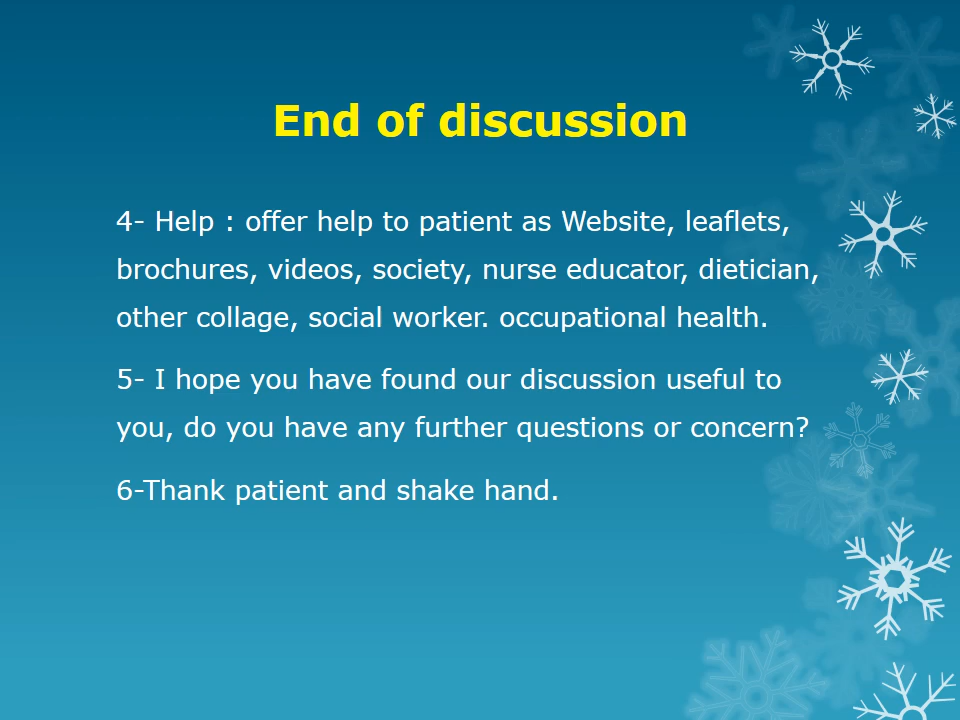 End of discussion
4- Help : offer help to patient as Website, leaflets,
brochures, videos, society, nurse educator, dietician,
other collage, social worker. occupational health.
5- I hope you have found our discussion useful to
you, do you have any further questions or concern?
6-Thank patient and shake hand.